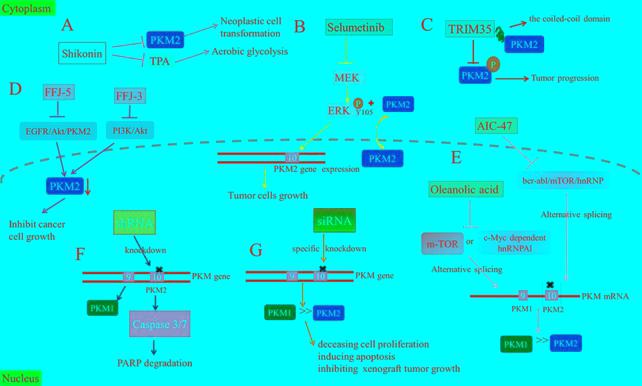 Cytoplasm
A
Shikonin
PKM2
TPA
Neoplastic cell
transformation
Aerobic glycolysis
B
Selumetinib
MEK
ERK
P
Y105
+
PKM2
PKM2
10
PKM2 gene expression
Tumor cells growth
C
TRIM35
the coiled-coil domain
PKM2
P
PKM2
Tumor progression
D
FFJ-5
FFJ-3
EGFR/Akt/PKM2
PI3K/Akt
PKM2
Inhibit cancer
cell growth
E
AIC-47
bcr-abl/mTOR/hnRNP
Oleanolic acid
Alternative splicing
m-TOR
or
c-Myc dependent
hnRNPAl
Alternative splicing
9
10
PKM mRNA
PKM1
PKM2
PKM1 >> PKM2
F
shRNA
knockdown
9
10
PKM gene
PKM2
PKM1
Caspase 3/7
PARP degradation
G
siRNA
specific knockdown
9
10
PKM gene
PKM1 >> PKM2
deceasing cell proliferation
inducing apoptosis
inhibiting xenograft tumor growth
Nucleus